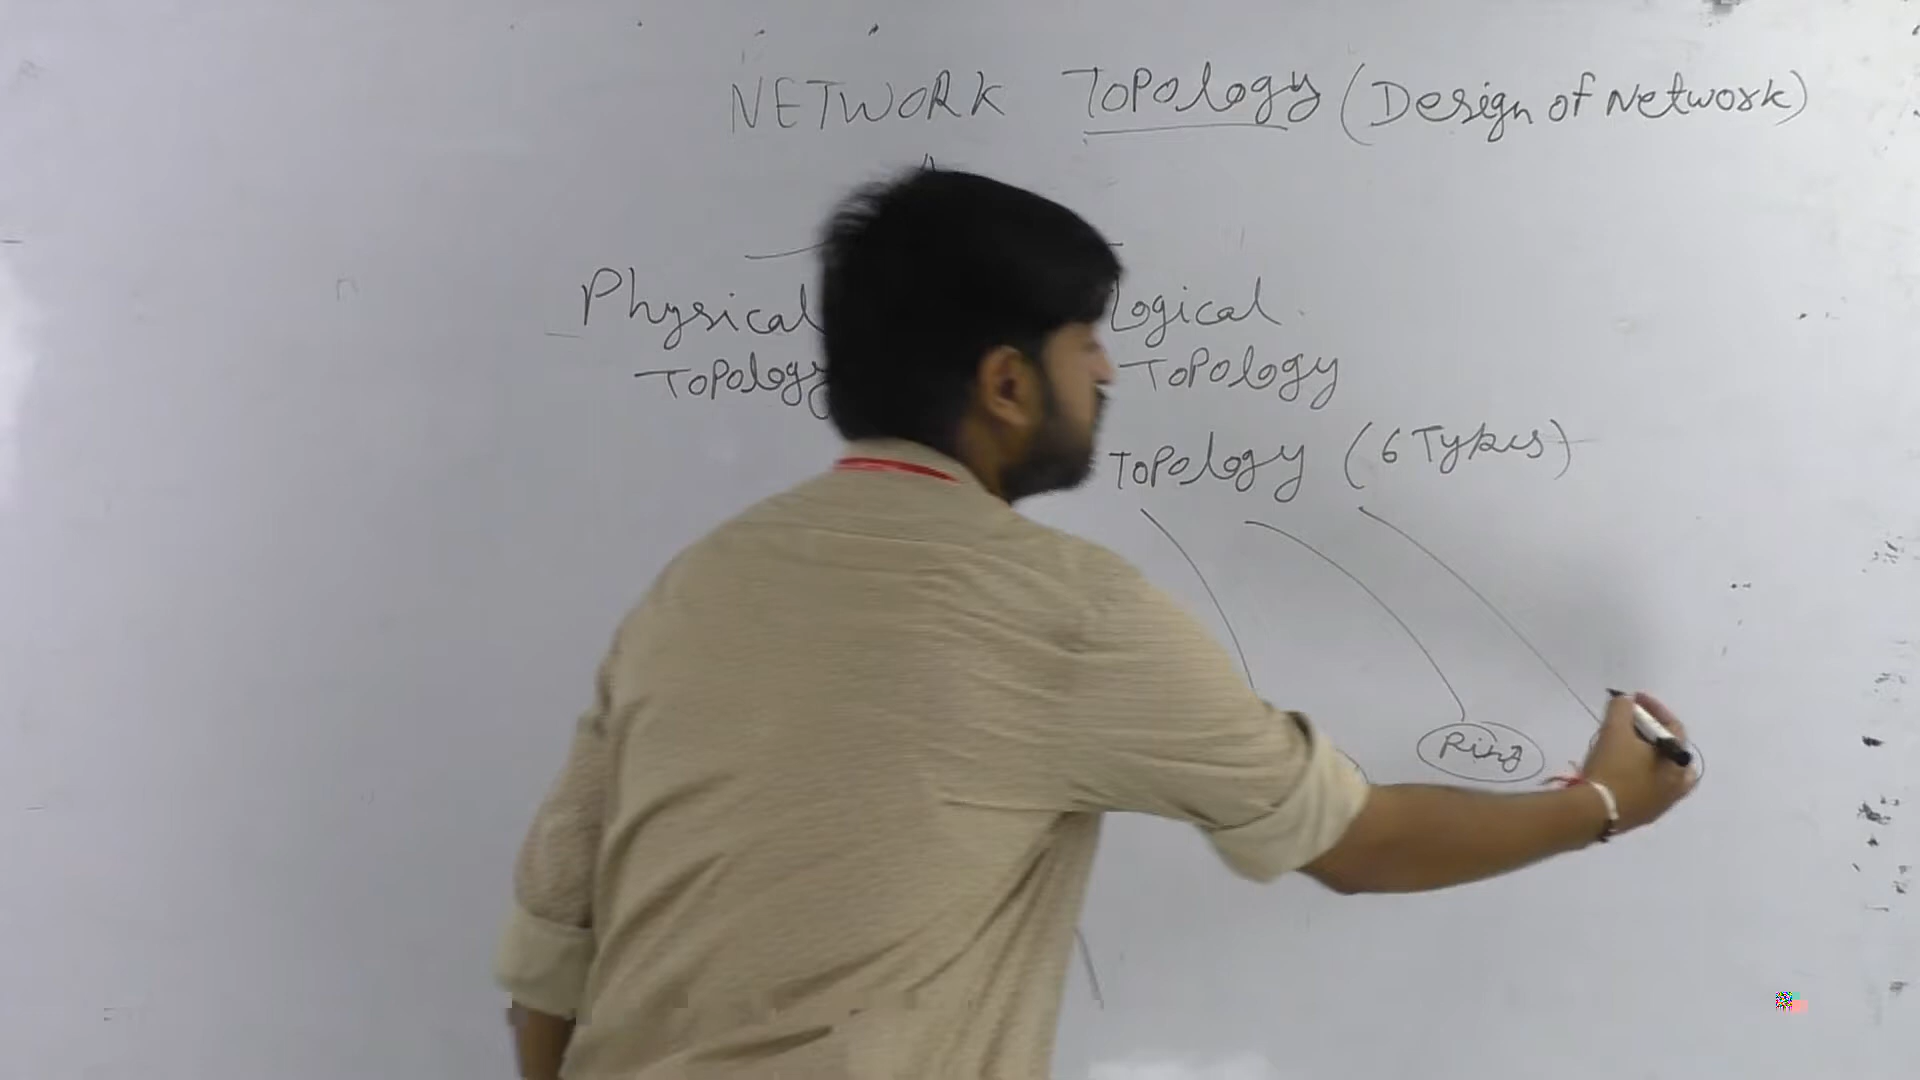 NETWORK Topology (Design of Network)
Physical Logical
Topology Topology
Topology (6 Types)
Ring